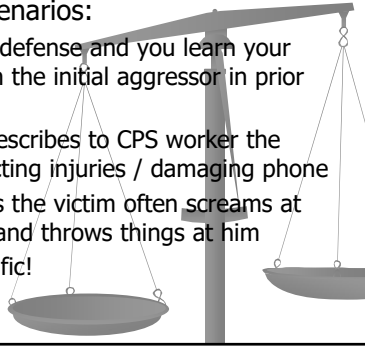 enarios:
defense and you learn your
n the initial aggressor in prior
escribes to CPS worker the
cting injuries / damaging phone
s the victim often screams at
and throws things at him
fic!